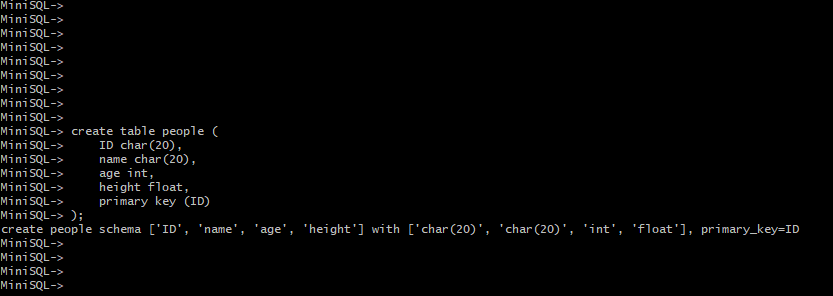 MiniSQL->
MiniSQL->
MiniSQL->
MiniSQL->
MiniSQL->
MiniSQL->
MiniSQL->
MiniSQL->
MiniSQL->
MiniSQL-> create table people (
MiniSQL->     ID char(20),
MiniSQL->     name char(20),
MiniSQL->     age int,
MiniSQL->     height float,
MiniSQL->     primary key (ID)
MiniSQL-> );
create people schema ['ID', 'name', 'age', 'height'] with ['char(20)', 'char(20)', 'int', 'float'], primary_key=ID
MiniSQL->
MiniSQL->
MiniSQL->
MiniSQL->